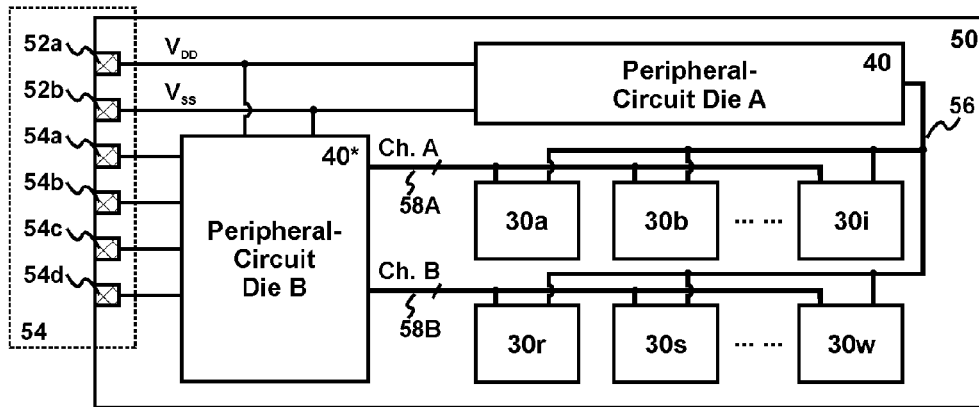 52a
V_DD
50
Peripheral-
Circuit Die A
40
52b
V_SS
56
54a
40*
Ch. A
54b
58A
30a
30b
... ...
30i
54c
Peripheral-
Circuit
Die B
54d
Ch. B
58B
54
30r
30s
... ...
30w